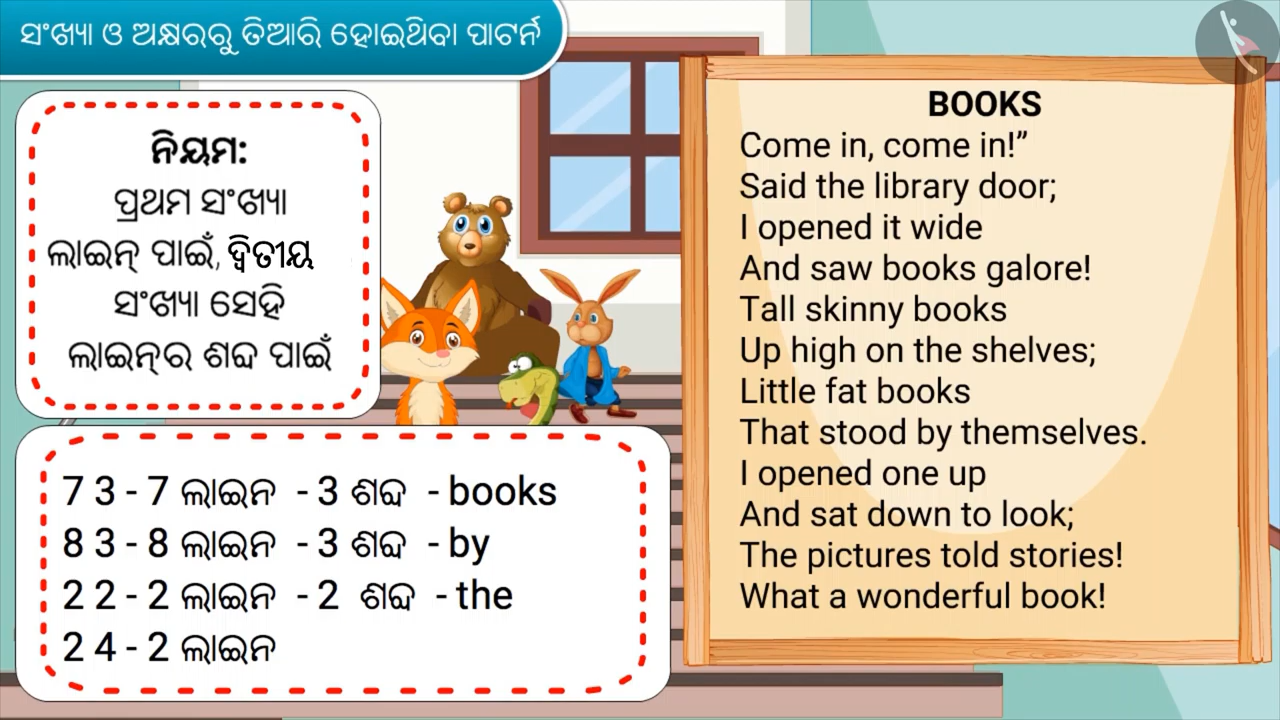 ସଂଖ୍ୟା ଓ ଅକ୍ଷରରୁ ତିଆରି ହୋଇଥିବା ପାଟର୍ନ
ନିୟମ:
ପ୍ରଥମ ସଂଖ୍ୟା
ଲାଇନ୍ ପାଇଁ, ଦ୍ୱିତୀୟ
ସଂଖ୍ୟା ସେହି
ଲାଇନ୍‌ର ଶବ୍ଦ ପାଇଁ
7 3 - 7 ଲାଇନ - 3 ଶବ୍ଦ - books
8 3 - 8 ଲାଇନ - 3 ଶବ୍ଦ - by
2 2 - 2 ଲାଇନ - 2 ଶବ୍ଦ - the
2 4 - 2 ଲାଇନ
BOOKS
Come in, come in!”
Said the library door;
I opened it wide
And saw books galore!
Tall skinny books
Up high on the shelves;
Little fat books
That stood by themselves.
I opened one up
And sat down to look;
The pictures told stories!
What a wonderful book!